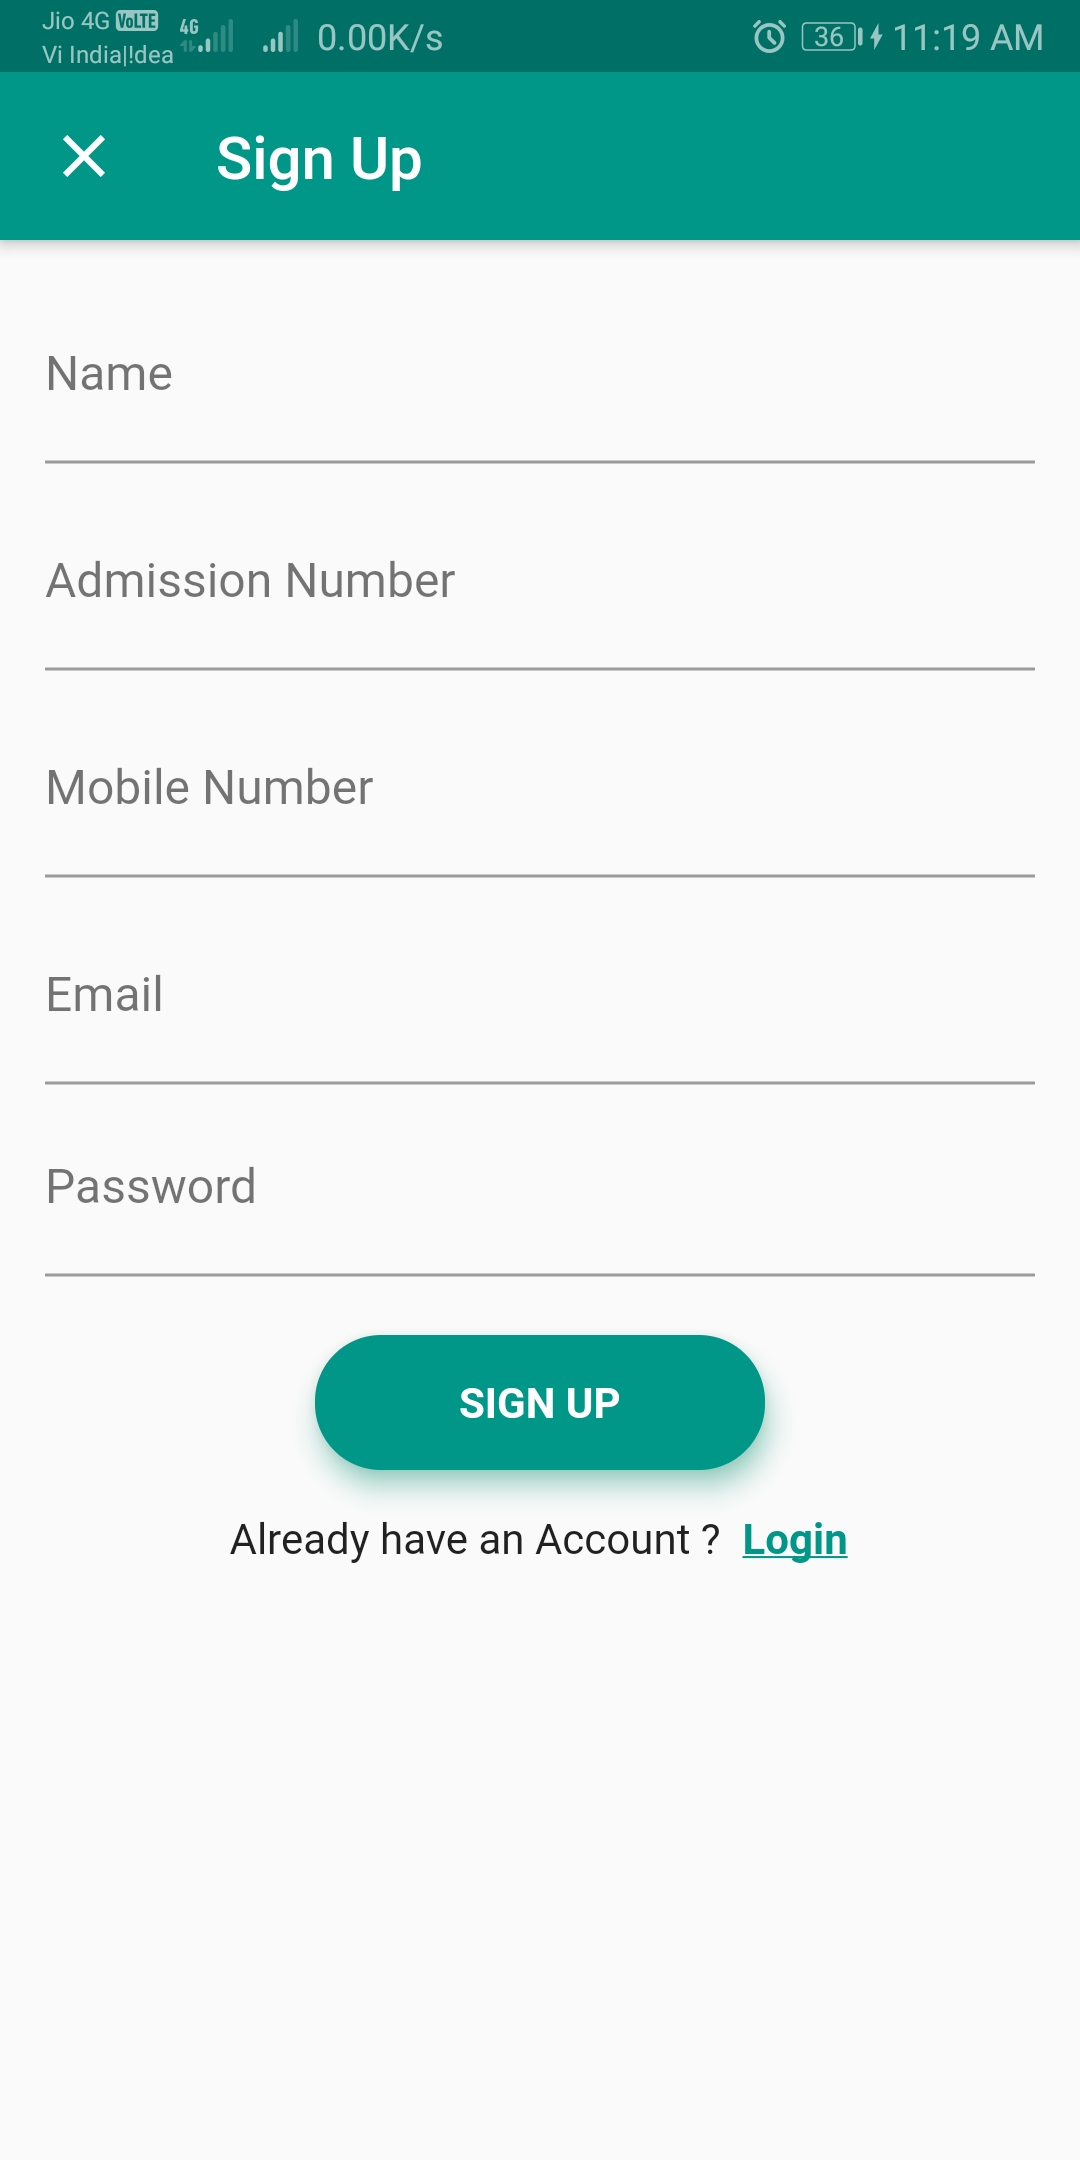 Jio 4G VoLTE 4G
Vi India|!dea
0.00K/s
36
11:19 AM
Sign Up
Name
Admission Number
Mobile Number
Email
Password
SIGN UP
Already have an Account ? Login